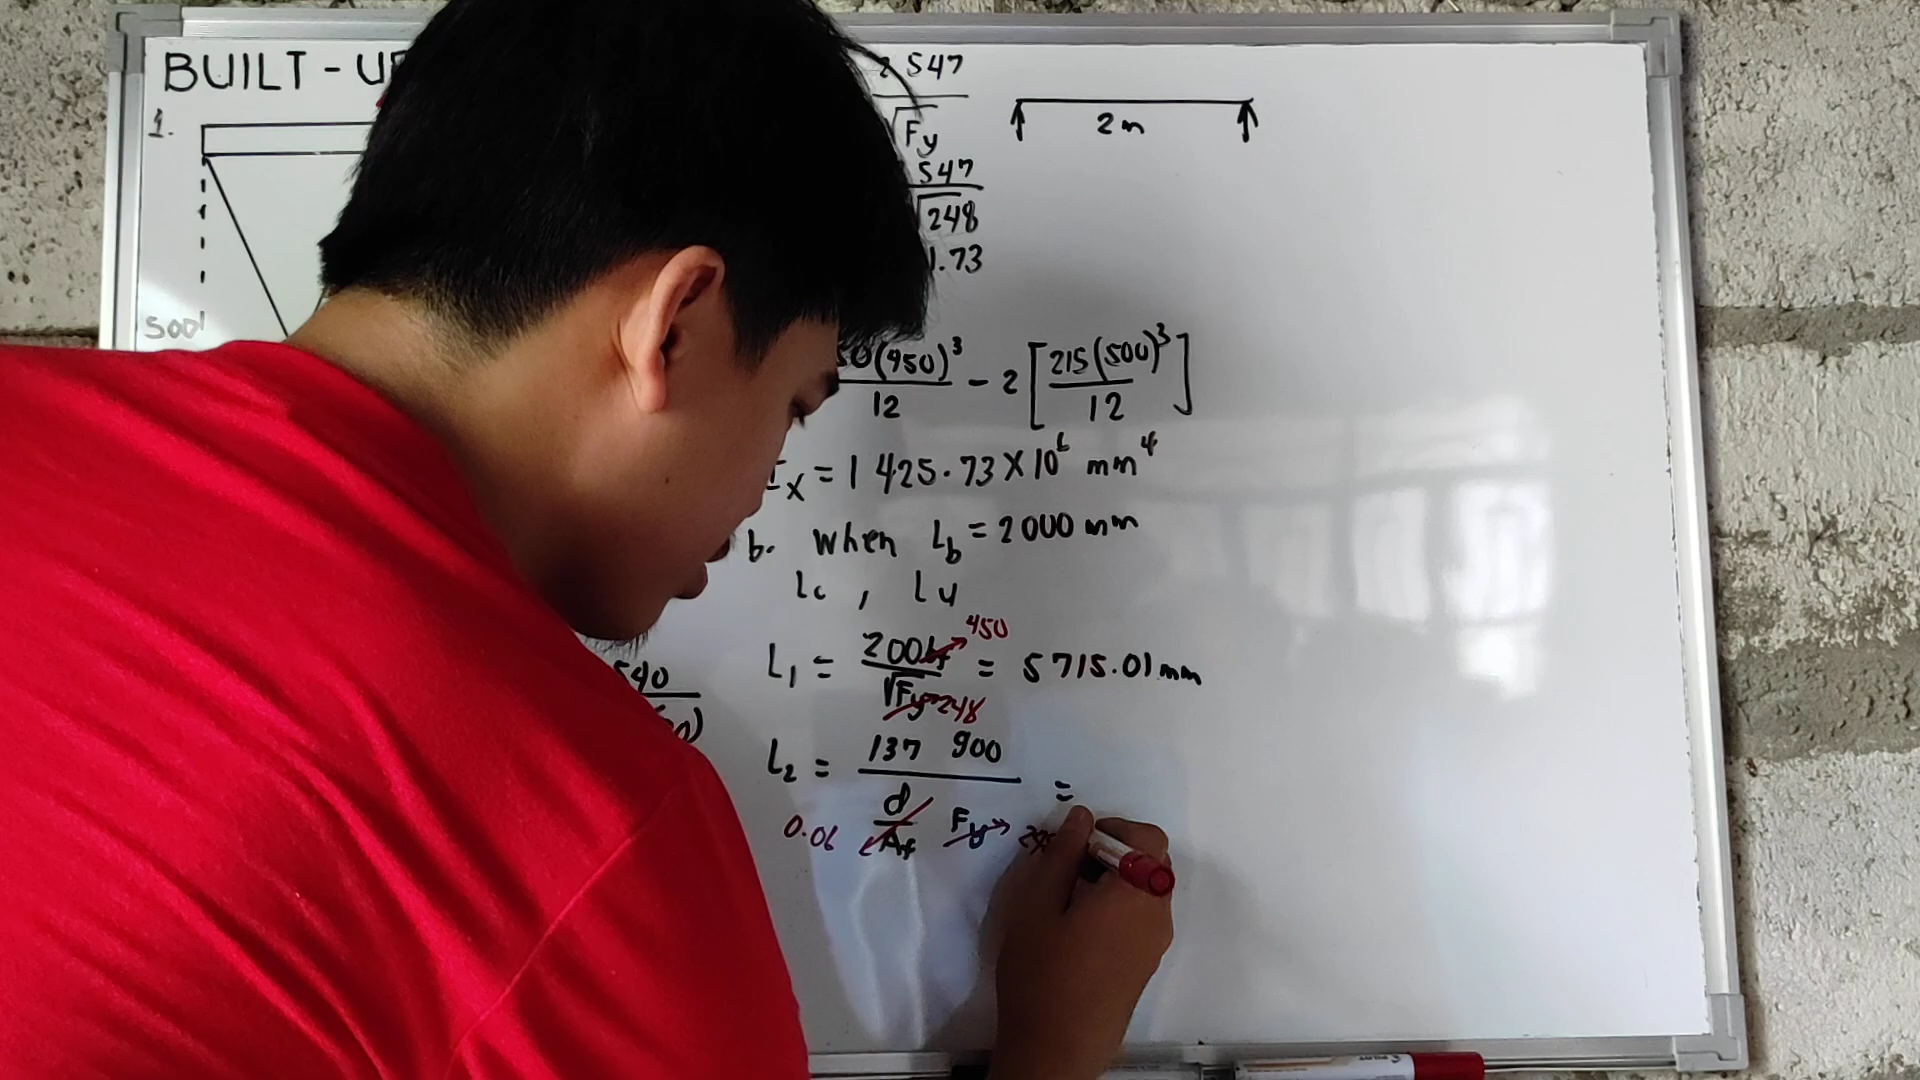 BUILT - U
1.
500
2 547
√Fy
547
√248
1.73
2m
50(950)³
12
- 2 [215(500)³
12]
Ix = 1 425.73 X 10⁶ mm⁴
b. when Lb = 2000 mm
Lc , Lu
L1 = 200bf → 450
√Fy → 248
= 5715.01 mm
540
L2 = 137 900
d
Af Fy →
=
0.06